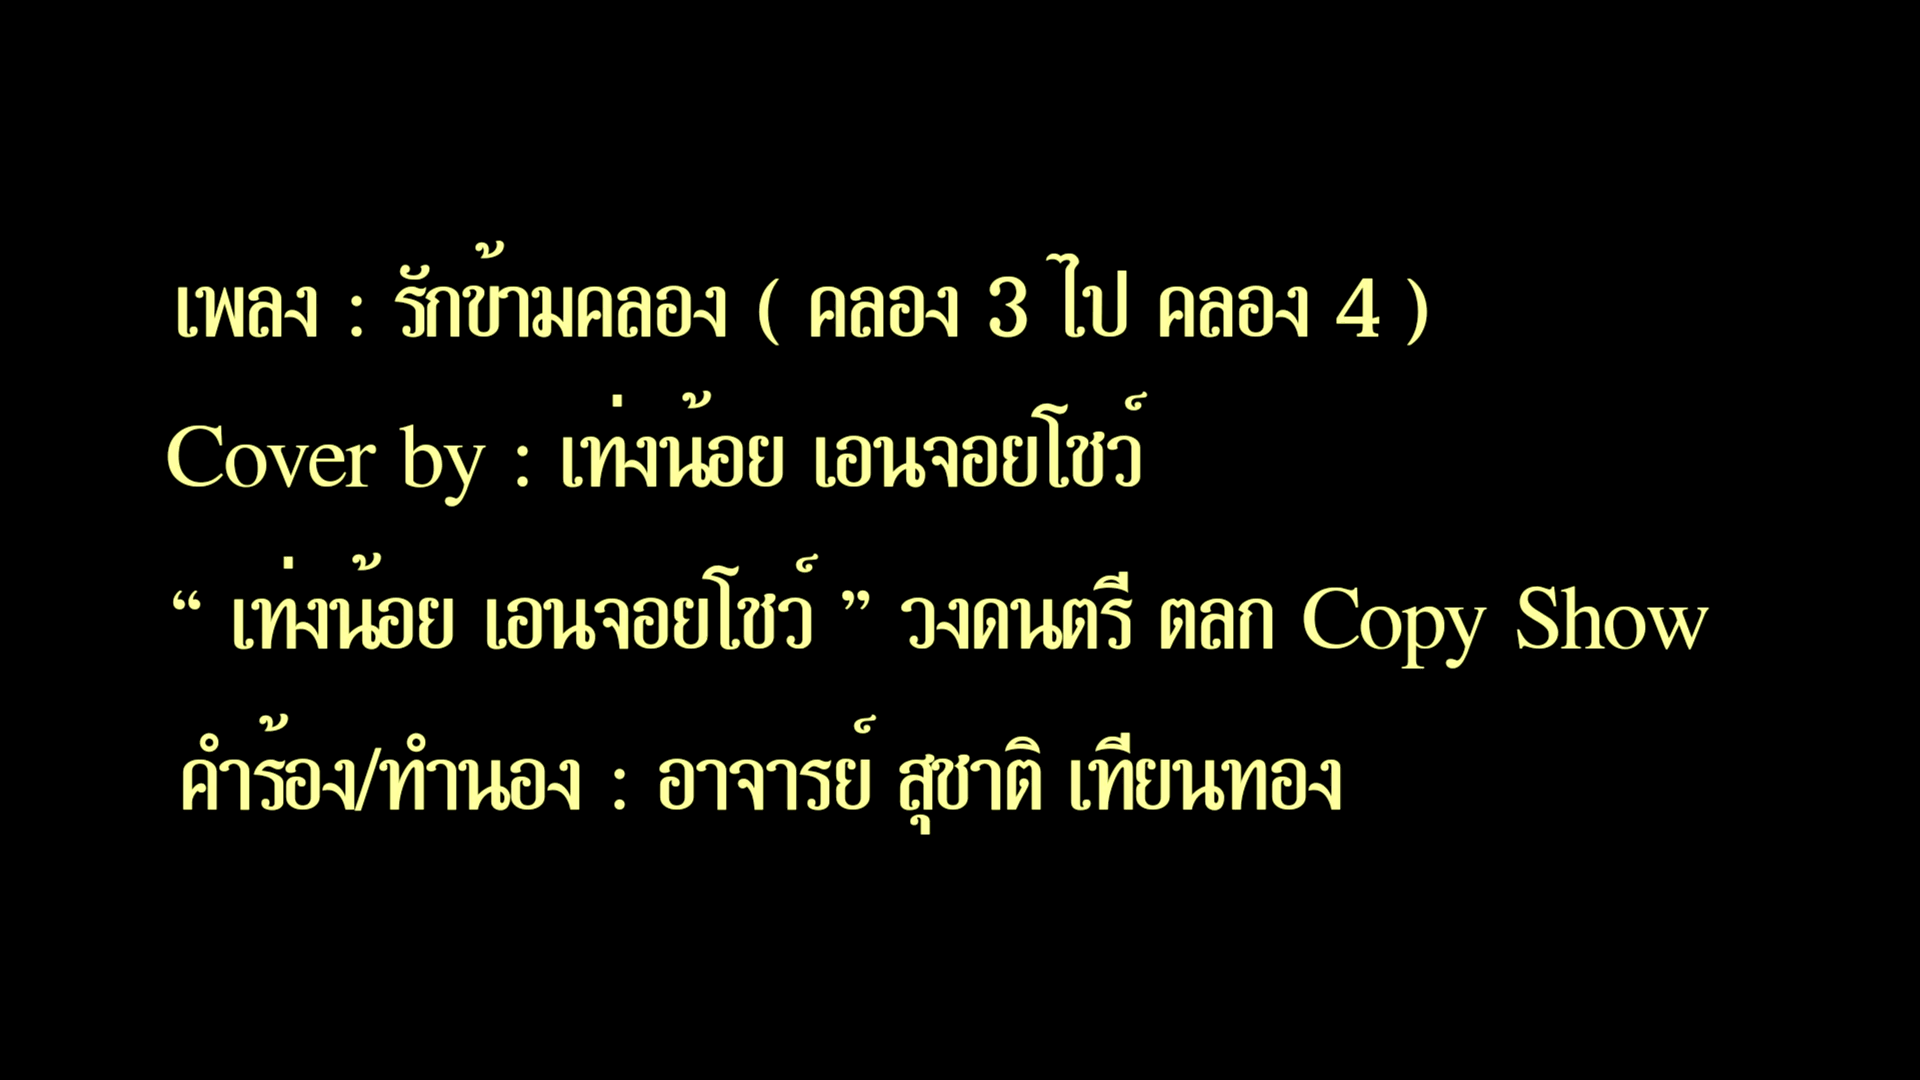 เพลง : รักข้ามคลอง ( คลอง 3 ไป คลอง 4 )
Cover by : เท่งน้อย เอนจอยโชว์
“ เท่งน้อย เอนจอยโชว์ ” วงดนตรี ตลก Copy Show
คำร้อง/ทำนอง : อาจารย์ สุชาติ เทียนทอง